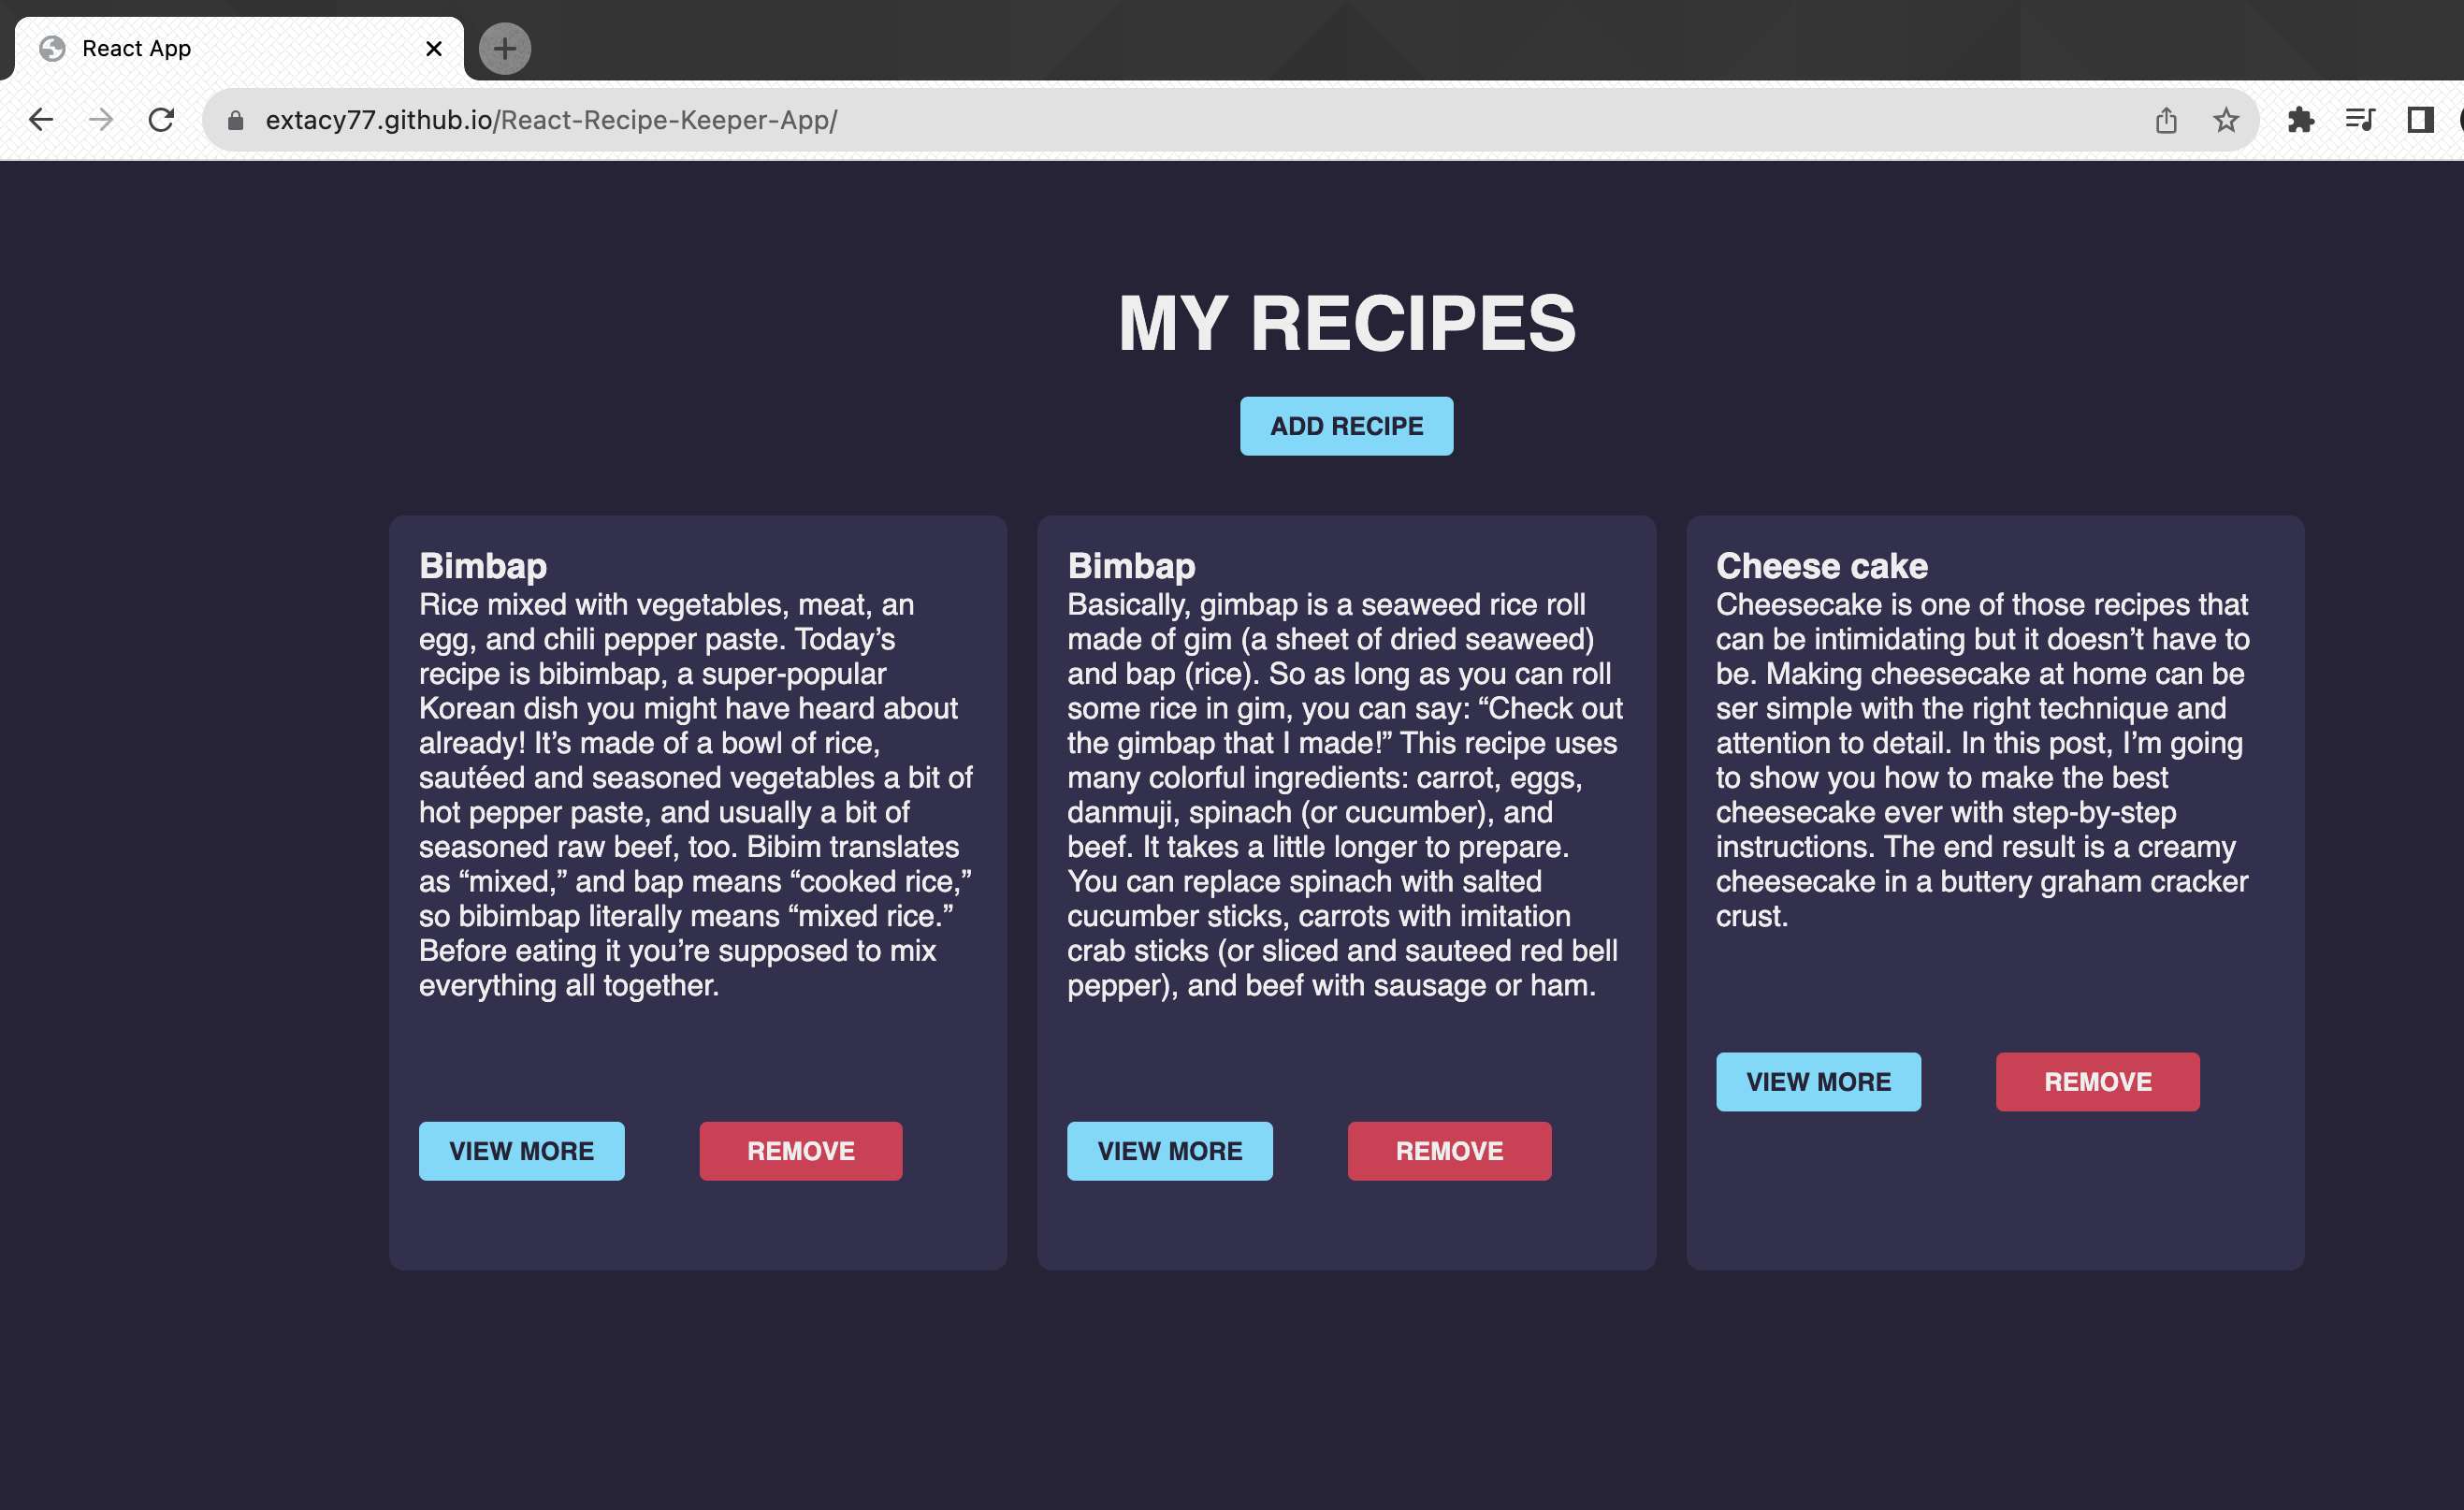 React App
extacy77.github.io/React-Recipe-Keeper-App/
MY RECIPES
ADD RECIPE
Bimbap
Rice mixed with vegetables, meat, an
egg, and chili pepper paste. Today’s
recipe is bibimbap, a super-popular
Korean dish you might have heard about
already! It’s made of a bowl of rice,
sautéed and seasoned vegetables a bit of
hot pepper paste, and usually a bit of
seasoned raw beef, too. Bibim translates
as “mixed,” and bap means “cooked rice,”
so bibimbap literally means “mixed rice.”
Before eating it you’re supposed to mix
everything all together.
VIEW MORE
REMOVE
Bimbap
Basically, gimbap is a seaweed rice roll
made of gim (a sheet of dried seaweed)
and bap (rice). So as long as you can roll
some rice in gim, you can say: “Check out
the gimbap that I made!” This recipe uses
many colorful ingredients: carrot, eggs,
danmuji, spinach (or cucumber), and
beef. It takes a little longer to prepare.
You can replace spinach with salted
cucumber sticks, carrots with imitation
crab sticks (or sliced and sauteed red bell
pepper), and beef with sausage or ham.
VIEW MORE
REMOVE
Cheese cake
Cheesecake is one of those recipes that
can be intimidating but it doesn’t have to
be. Making cheesecake at home can be
ser simple with the right technique and
attention to detail. In this post, I’m going
to show you how to make the best
cheesecake ever with step-by-step
instructions. The end result is a creamy
cheesecake in a buttery graham cracker
crust.
VIEW MORE
REMOVE